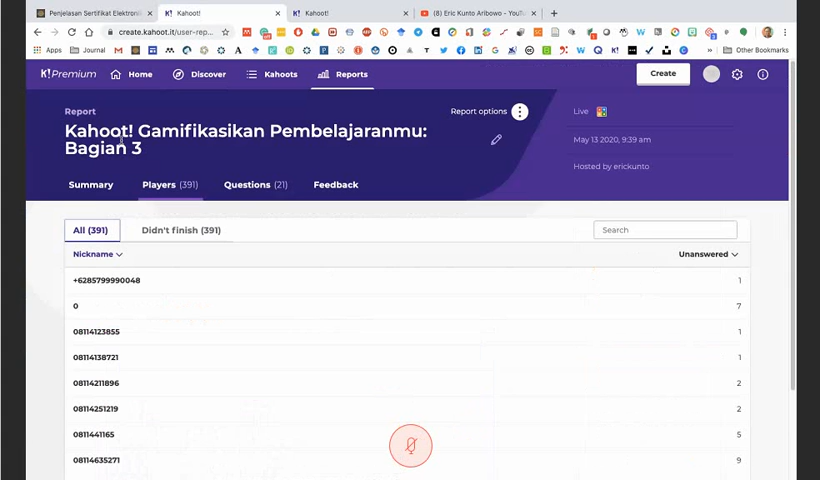 Penjelasan Sertifikat Elektroni
Kahoot!
Kahoot!
(8) Eric Kunto Aribowo - YouTu
create.kahoot.it/user-rep...
Apps
Journal
Other Bookmarks
K!Premium
Home
Discover
Kahoots
Reports
Create
Report
Kahoot! Gamifikasikan Pembelajaranmu:
Bagian 3
Report options
Live
May 13 2020, 9:39 am
Hosted by erickunto
Summary
Players (391)
Questions (21)
Feedback
All (391)
Didn't finish (391)
Search
Nickname
Unanswered
+6285799990048 1
0 7
08114123855 1
08114138721 1
08114211896 2
08114251219 2
0811441165 5
08114635271 9